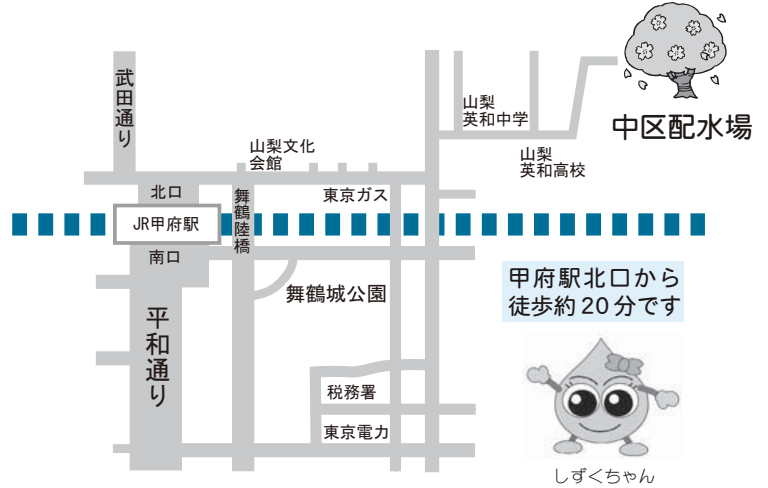 武田通り
山梨
英和中学
中区配水場
山梨文化
会館
山梨
英和高校
北口
東京ガス
舞鶴陸橋
JR甲府駅
南口
甲府駅北口から
徒歩約20分です
舞鶴城公園
平和通り
税務署
東京電力
しずくちゃん